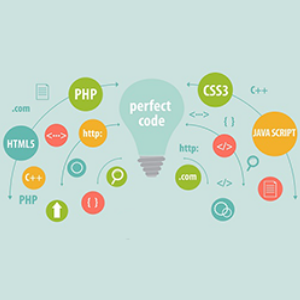 PHP
CSS3
C++
.com
perfect
code
<-->
<-->
{ }
HTML5
http:
JAVA SCRIPT
http:
</>
C++
.com
</>
PHP
{ }